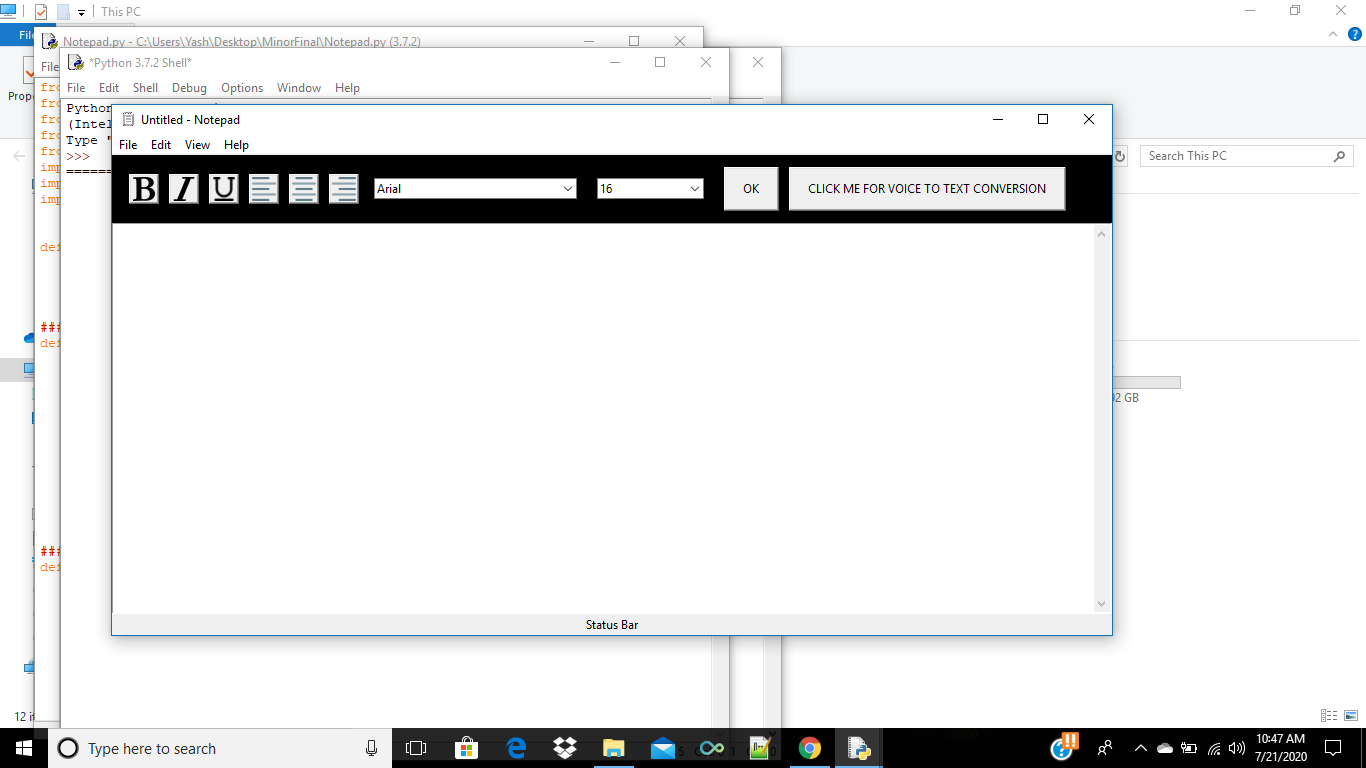 This PC
File
Notepad.py - C:\Users\Yash\Desktop\MinorFinal\Notepad.py (3.7.2)
File
*Python 3.7.2 Shell*
File Edit Shell Debug Options Window Help
Python
(Intel
Type "
>>>
Untitled - Notepad
File Edit View Help
B I U
Arial
16
OK
CLICK ME FOR VOICE TO TEXT CONVERSION
Search This PC
fro
fro
fro
fro
fro
imp
imp
imp
def
###
def
###
def
GB
Status Bar
12
Type here to search
10:47 AM
7/21/2020